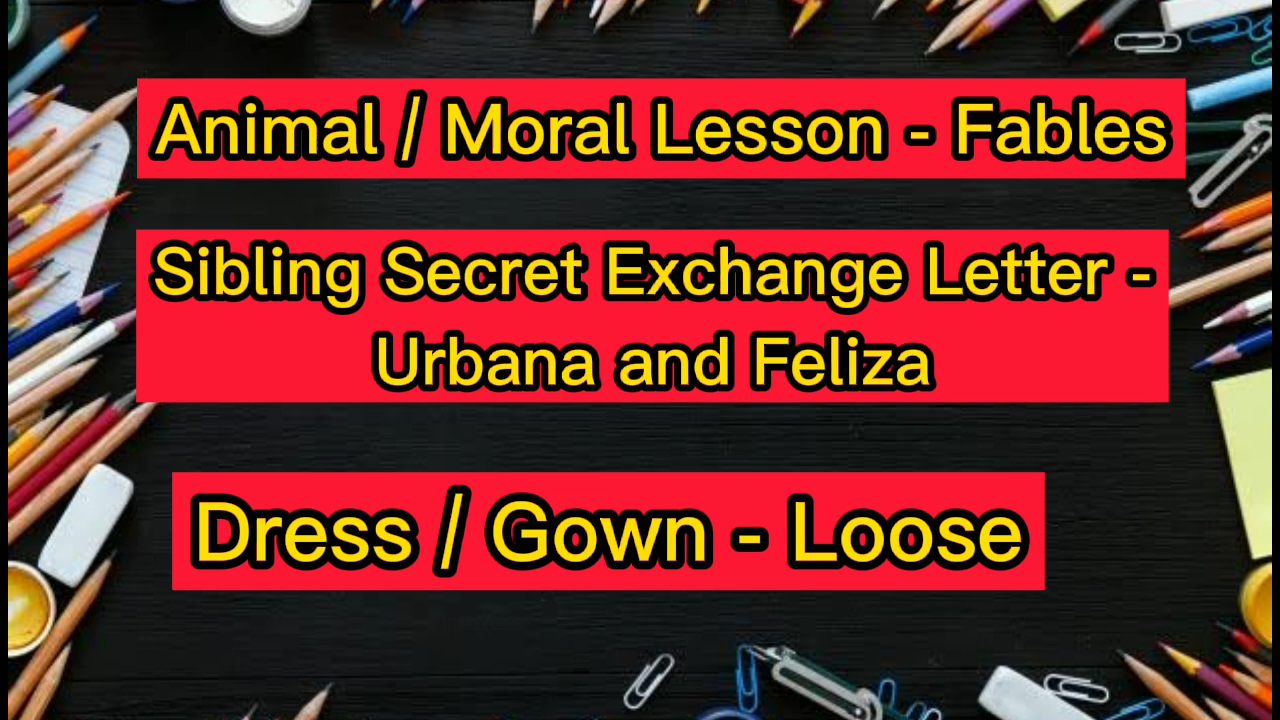 Animal / Moral Lesson - Fables
Sibling Secret Exchange Letter -
Urbana and Feliza
Dress / Gown - Loose